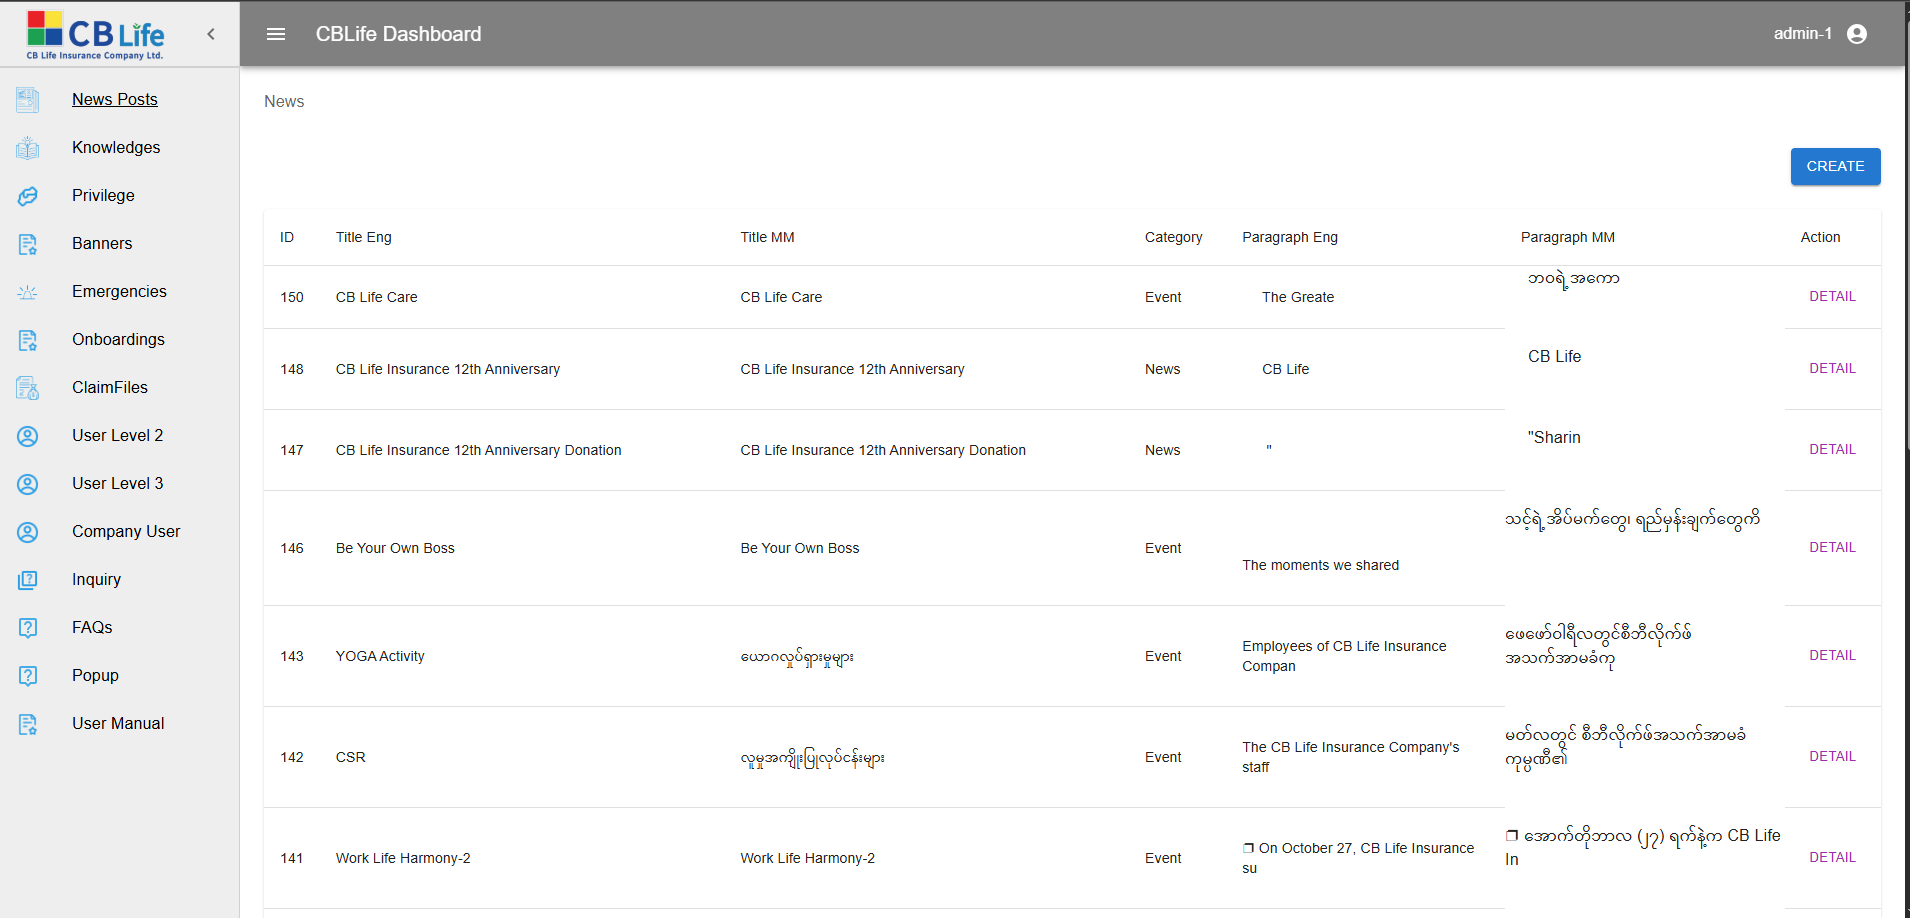 CB Life
CB Life Insurance Company Ltd.
CBLife Dashboard
admin-1
News Posts
Knowledges
Privilege
Banners
Emergencies
Onboardings
ClaimFiles
User Level 2
User Level 3
Company User
Inquiry
FAQs
Popup
User Manual
News
CREATE
ID Title Eng Title MM Category Paragraph Eng Paragraph MM Action
150 CB Life Care CB Life Care Event The Greate ဘဝရဲ့အကော DETAIL
148 CB Life Insurance 12th Anniversary CB Life Insurance 12th Anniversary News CB Life CB Life DETAIL
147 CB Life Insurance 12th Anniversary Donation CB Life Insurance 12th Anniversary Donation News " "Sharin DETAIL
146 Be Your Own Boss Be Your Own Boss Event The moments we shared သင့်ရဲ့အိပ်မက်တွေ၊ ရည်မှန်းချက်တွေကိ DETAIL
143 YOGA Activity ယောဂလှုပ်ရှားမှုများ Event Employees of CB Life Insurance ဖေဖော်ဝါရီလတွင်စီဘီလိုက်ဖ် DETAIL
Compan အသက်အာမခံကု
142 CSR လူမှုအကျိုးပြုလုပ်ငန်းများ Event The CB Life Insurance Company's မတ်လတွင် စီဘီလိုက်ဖ်အသက်အာမခံ DETAIL
staff ကုမ္ပဏီ၏
141 Work Life Harmony-2 Work Life Harmony-2 Event ❐ On October 27, CB Life Insurance ❐ အောက်တိုဘာလ (၂၇) ရက်နဲ့က CB Life DETAIL
su In